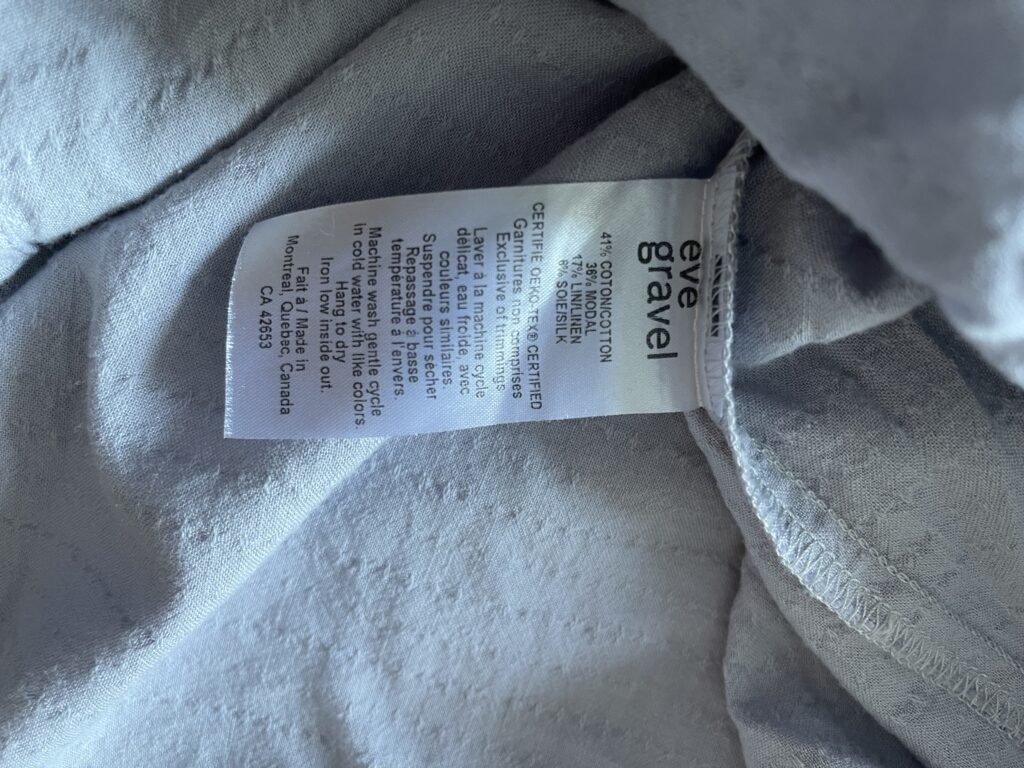 eve
gravel
41% COTON/COTTON
36% MODAL
17% LIN/LINEN
6% SOIE/SILK
CERTIFIE OEKO-TEX® CERTIFIED
Garnitures non comprises
Exclusive of trimmings
Laver à la machine cycle
délicat, eau froide, avec
couleurs similaires.
Suspendre pour sécher
Repassage à basse
température à l'envers.
Machine wash gentle cycle
In cold water with like colors.
Hang to dry
Iron low inside out.
Fait à / Made in
Montreal, Quebec, Canada
CA 42653